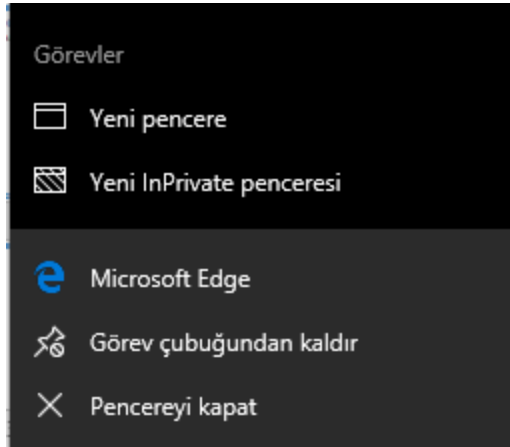 Görevler
Yeni pencere
Yeni InPrivate penceresi
Microsoft Edge
Görev çubuğundan kaldır
Pencereyi kapat